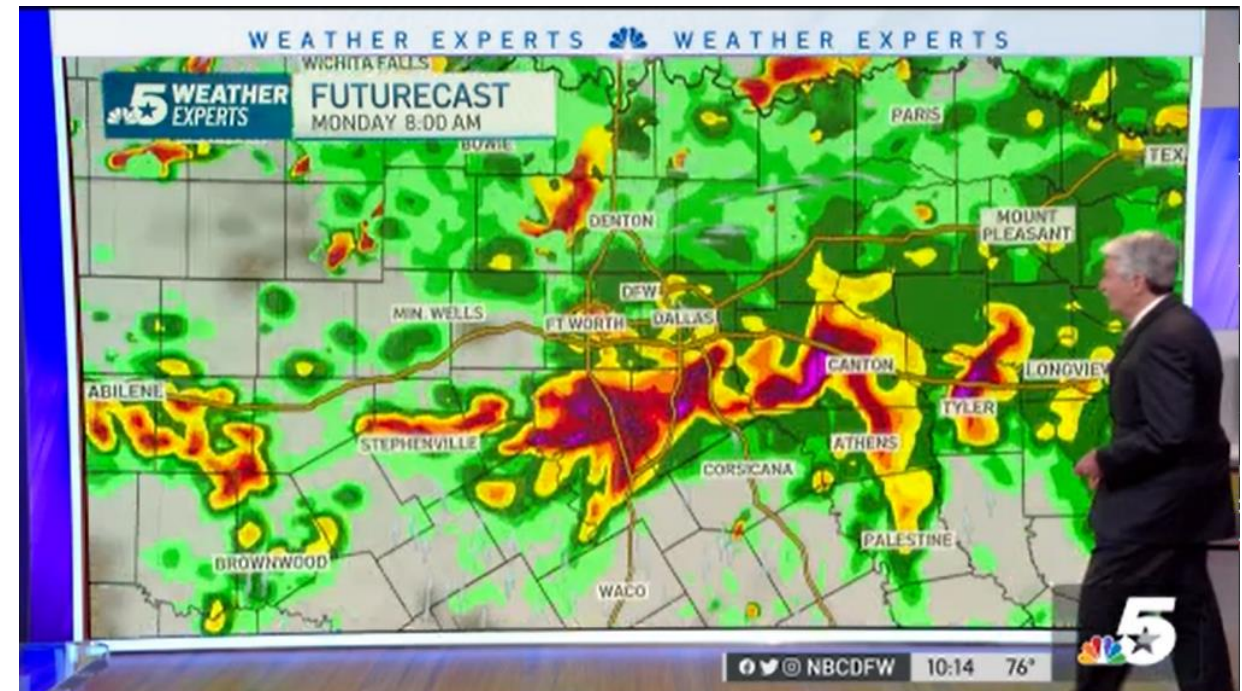 WEATHER EXPERTS WEATHER EXPERTS
WICHITA FALLS
5 WEATHER EXPERTS
FUTURECAST
MONDAY 8:00 AM
BOWIE
PARIS
TEX
DENTON
MOUNT
PLEASANT
DFW
MIN. WELLS
FT WORTH
DALLAS
CANTON
LONGVIEW
ABILENE
TYLER
STEPHENVILLE
ATHENS
CORSICANA
PALESTINE
BROWNWOOD
WACO
5
NBCDFW 10:14 76°